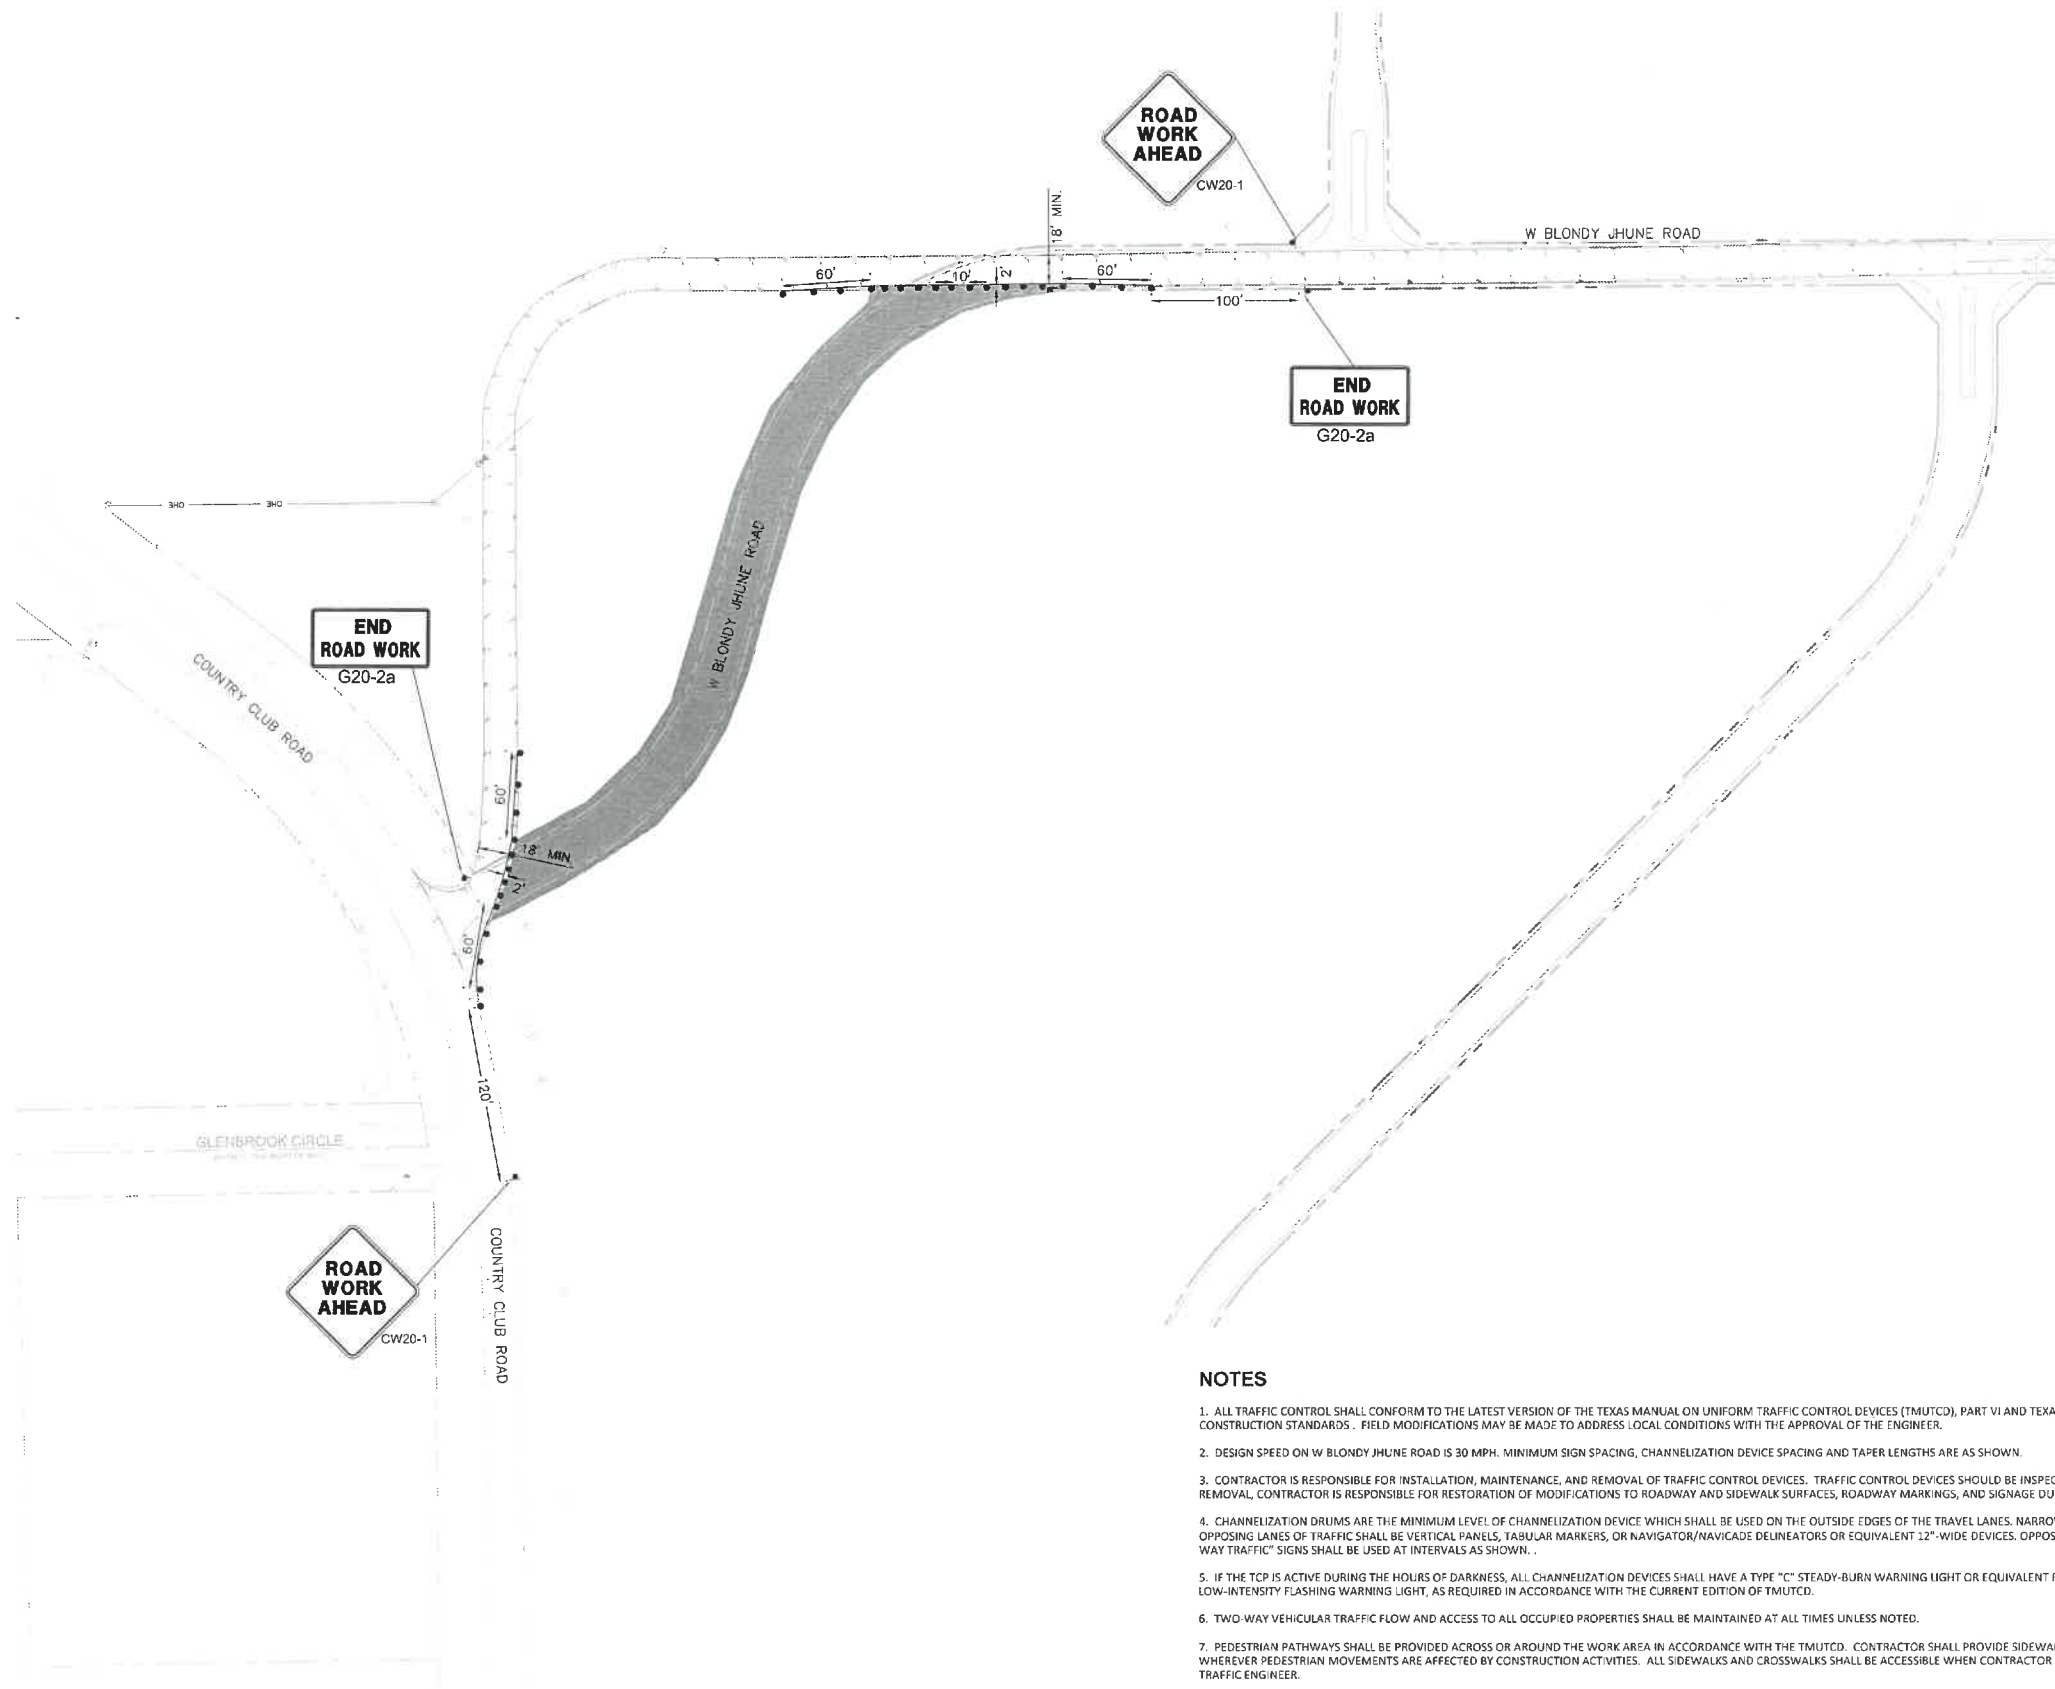 ROAD
WORK
AHEAD
CW20-1
18' MIN.
W BLONDY JHUNE ROAD
60'
10'
2'
60'
100'
END
ROAD WORK
G20-2a
OHE
OHE
W BLONDY JHUNE ROAD
END
ROAD WORK
G20-2a
COUNTRY CLUB ROAD
60'
18' MIN.
2'
60'
120'
GLENBROOK CIRCLE
ROAD
WORK
AHEAD
CW20-1
COUNTRY CLUB ROAD
NOTES
1. ALL TRAFFIC CONTROL SHALL CONFORM TO THE LATEST VERSION OF THE TEXAS MANUAL ON UNIFORM TRAFFIC CONTROL DEVICES (TMUTCD), PART VI AND TEXA
CONSTRUCTION STANDARDS . FIELD MODIFICATIONS MAY BE MADE TO ADDRESS LOCAL CONDITIONS WITH THE APPROVAL OF THE ENGINEER.
2. DESIGN SPEED ON W BLONDY JHUNE ROAD IS 30 MPH. MINIMUM SIGN SPACING, CHANNELIZATION DEVICE SPACING AND TAPER LENGTHS ARE AS SHOWN.
3. CONTRACTOR IS RESPONSIBLE FOR INSTALLATION, MAINTENANCE, AND REMOVAL OF TRAFFIC CONTROL DEVICES. TRAFFIC CONTROL DEVICES SHOULD BE INSPEC
REMOVAL, CONTRACTOR IS RESPONSIBLE FOR RESTORATION OF MODIFICATIONS TO ROADWAY AND SIDEWALK SURFACES, ROADWAY MARKINGS, AND SIGNAGE DU
4. CHANNELIZATION DRUMS ARE THE MINIMUM LEVEL OF CHANNELIZATION DEVICE WHICH SHALL BE USED ON THE OUTSIDE EDGES OF THE TRAVEL LANES. NARRO
OPPOSING LANES OF TRAFFIC SHALL BE VERTICAL PANELS, TABULAR MARKERS, OR NAVIGATOR/NAVICADE DELINEATORS OR EQUIVALENT 12"-WIDE DEVICES. OPPOS
WAY TRAFFIC" SIGNS SHALL BE USED AT INTERVALS AS SHOWN. .
5. IF THE TCP IS ACTIVE DURING THE HOURS OF DARKNESS, ALL CHANNELIZATION DEVICES SHALL HAVE A TYPE "C" STEADY-BURN WARNING LIGHT OR EQUIVALENT
LOW-INTENSITY FLASHING WARNING LIGHT, AS REQUIRED IN ACCORDANCE WITH THE CURRENT EDITION OF TMUTCD.
6. TWO-WAY VEHICULAR TRAFFIC FLOW AND ACCESS TO ALL OCCUPIED PROPERTIES SHALL BE MAINTAINED AT ALL TIMES UNLESS NOTED.
7. PEDESTRIAN PATHWAYS SHALL BE PROVIDED ACROSS OR AROUND THE WORK AREA IN ACCORDANCE WITH THE TMUTCD. CONTRACTOR SHALL PROVIDE SIDEWA
WHEREVER PEDESTRIAN MOVEMENTS ARE AFFECTED BY CONSTRUCTION ACTIVITIES. ALL SIDEWALKS AND CROSSWALKS SHALL BE ACCESSIBLE WHEN CONTRACTOR
TRAFFIC ENGINEER.